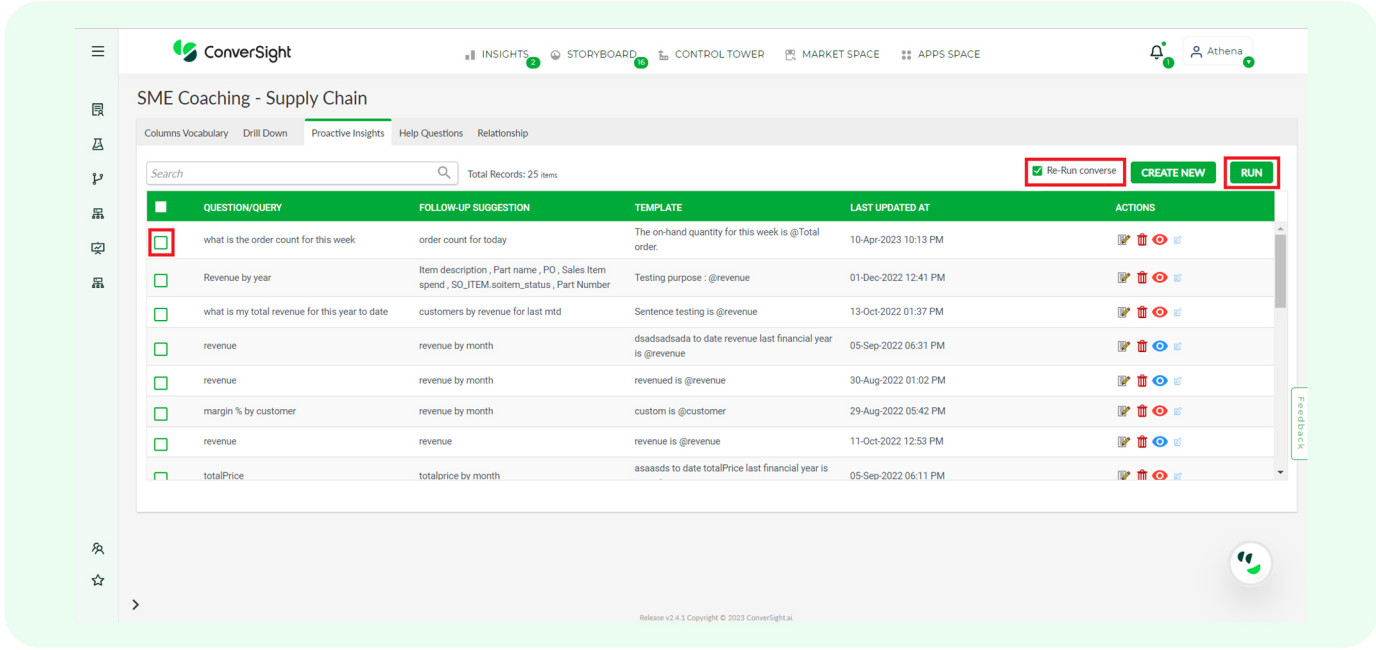 ConverSight
INSIGHTS 2
STORYBOARD 16
CONTROL TOWER
MARKET SPACE
APPS SPACE
1
Athena
SME Coaching - Supply Chain
Columns Vocabulary Drill Down Proactive Insights Help Questions Relationship
Search
Total Records: 25 items
Re-Run converse
CREATE NEW
RUN
QUESTION/QUERY FOLLOW-UP SUGGESTION TEMPLATE LAST UPDATED AT ACTIONS
what is the order count for this week
order count for today
The on-hand quantity for this week is @Total
order.
10-Apr-2023 10:13 PM
Revenue by year
Item description , Part name , PO , Sales Item
spend , SO_ITEM.soitem_status , Part Number
Testing purpose : @revenue
01-Dec-2022 12:41 PM
what is my total revenue for this year to date
customers by revenue for last mtd
Sentence testing is @revenue
13-Oct-2022 01:37 PM
revenue
revenue by month
dsadsadsada to date revenue last financial year
is @revenue
05-Sep-2022 06:31 PM
revenue
revenue by month
revenued is @revenue
30-Aug-2022 01:02 PM
margin % by customer
revenue by month
custom is @customer
29-Aug-2022 05:42 PM
revenue
revenue
revenue is @revenue
11-Oct-2022 12:53 PM
totalPrice
totalprice by month
asaasds to date totalPrice last financial year is
05-Sep-2022 06:11 PM
Feedback
Release v2.4.1 Copyright © 2023 ConverSight.ai.